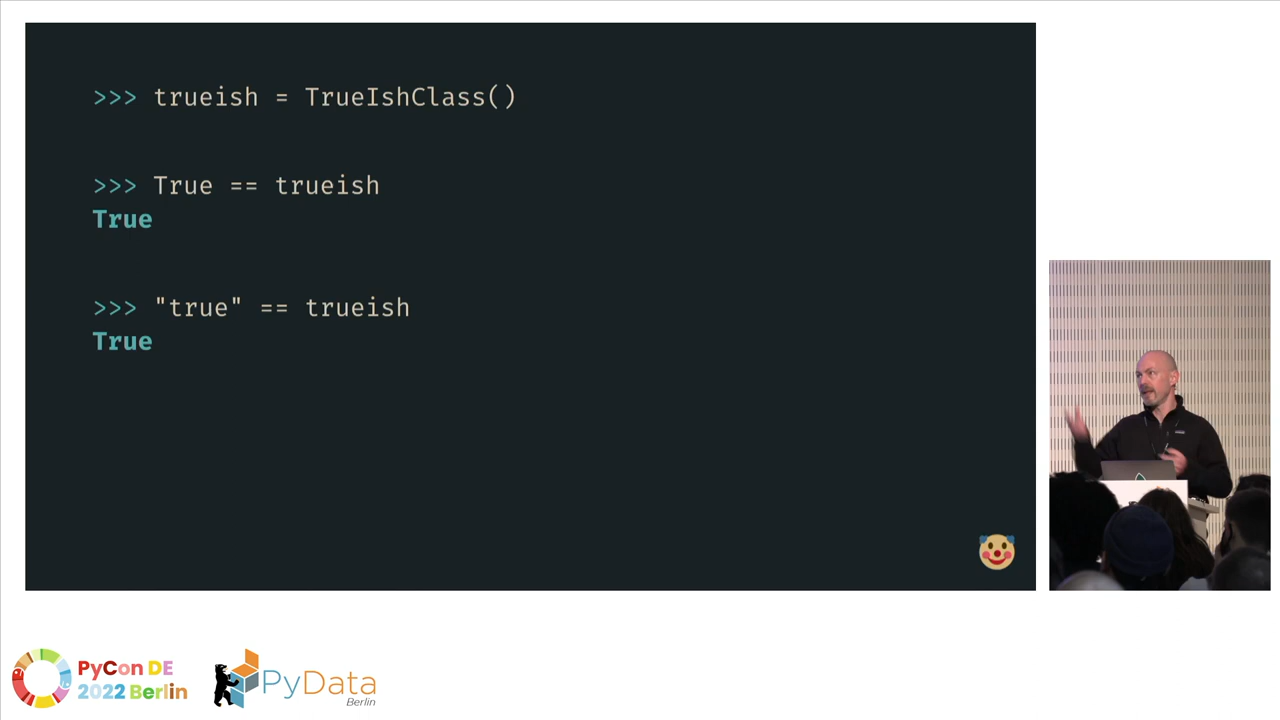 >>> trueish = TrueIshClass()
>>> True == trueish
True
>>> "true" == trueish
True
PyCon DE
2022 Berlin
PyData
Berlin